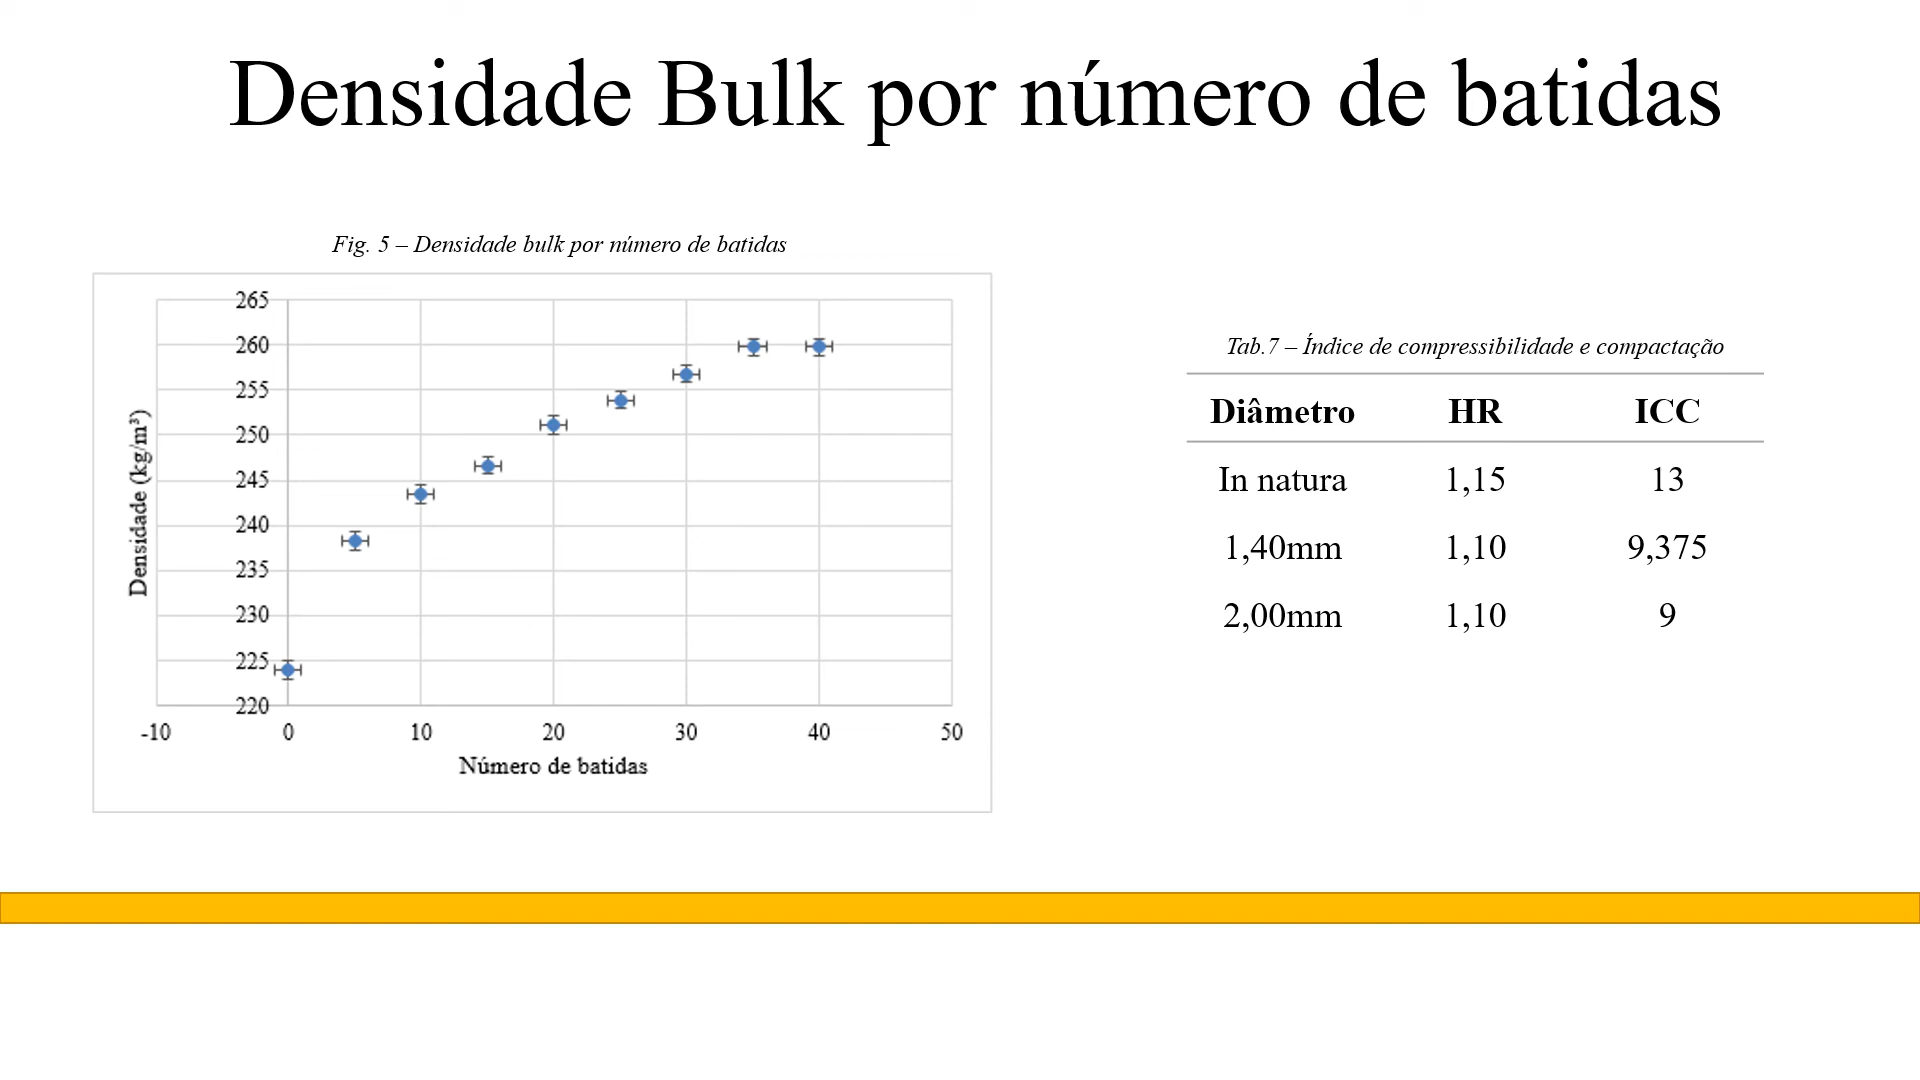 Densidade Bulk por número de batidas
Fig. 5 – Densidade bulk por número de batidas
265
260
255
250
245
240
235
230
225
220
Densidade (kg/m³)
-10 0 10 20 30 40 50
Número de batidas
Tab.7 – Índice de compressibilidade e compactação
Diâmetro HR ICC
In natura 1,15 13
1,40mm 1,10 9,375
2,00mm 1,10 9